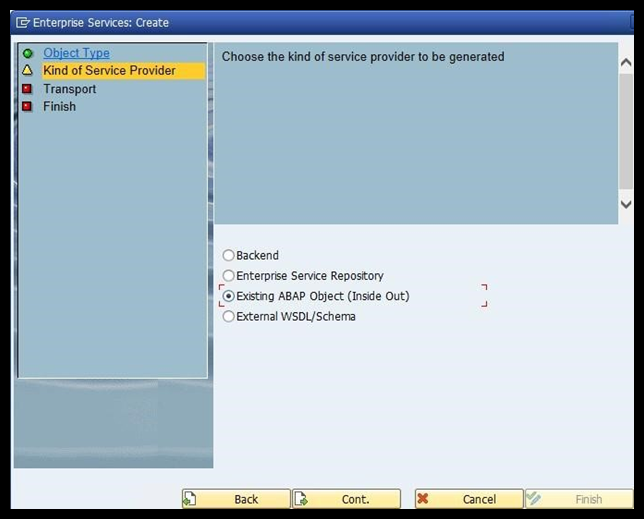 Enterprise Services: Create
Object Type
Kind of Service Provider
Transport
Finish
Choose the kind of service provider to be generated
Backend
Enterprise Service Repository
Existing ABAP Object (Inside Out)
External WSDL/Schema
Back
Cont.
Cancel
Finish